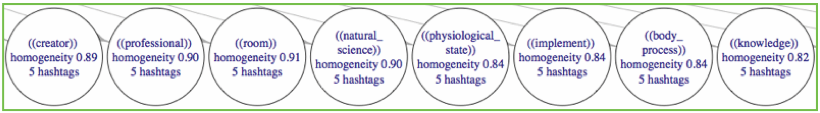 ((creator))
homogeneity 0.89
5 hashtags
((professional))
homogeneity 0.90
5 hashtags
((room))
homogeneity 0.91
5 hashtags
((natural_
science))
homogeneity 0.90
5 hashtags
((physiological_
state))
homogeneity 0.84
5 hashtags
((implement))
homogeneity 0.84
5 hashtags
((body_
process))
homogeneity 0.84
5 hashtags
((knowledge))
homogeneity 0.82
5 hashtags